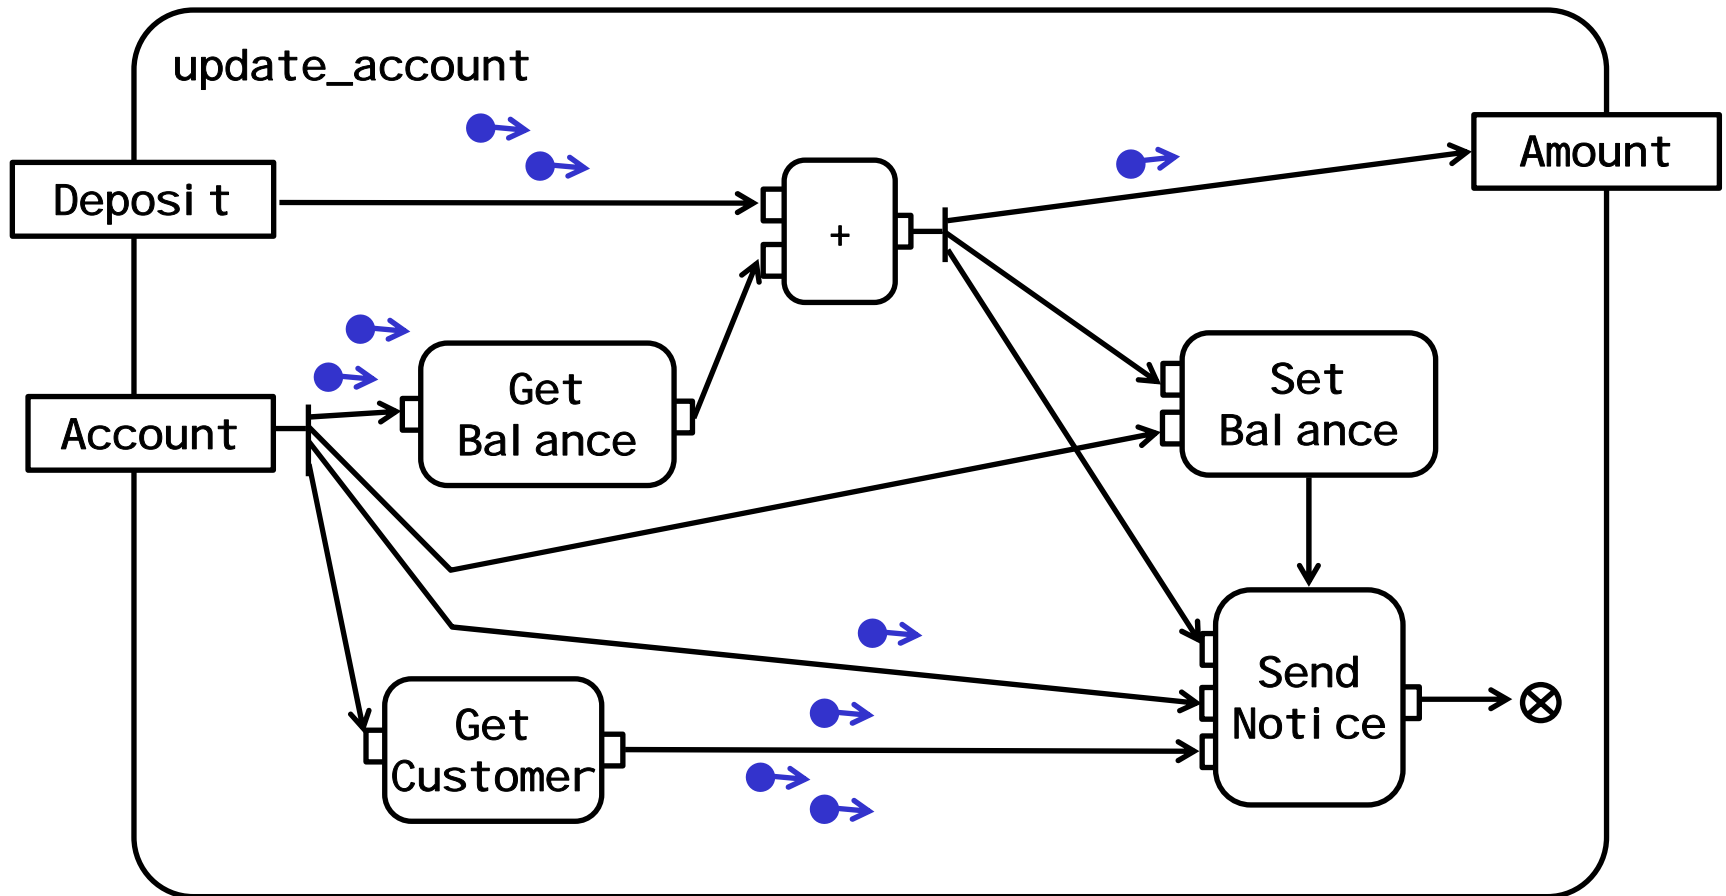 update_account
Deposit
Amount
+
Get
Balance
Set
Balance
Account
Send
Notice
Get
Customer